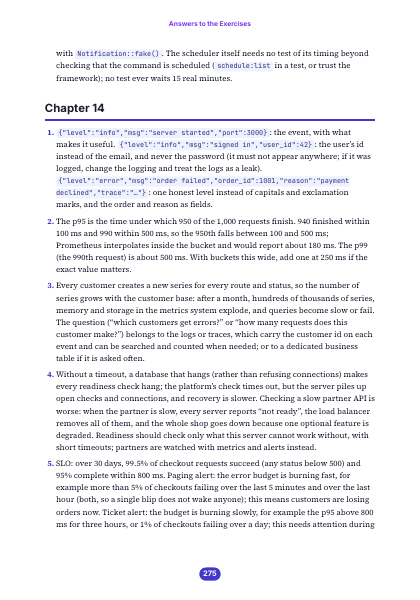 Answers to the Exercises
with Notification::fake(). The scheduler itself needs no test of its timing beyond
checking that the command is scheduled (schedule:list in a test, or trust the
framework); no test ever waits 15 real minutes.
Chapter 14
1. {"level":"info","msg":"server started","port":3000}: the event, with what
makes it useful. {"level":"info","msg":"signed in","user_id":42}: the user's id
instead of the email, and never the password (it must not appear anywhere; if it was
logged, change the logging and treat the logs as a leak).
{"level":"error","msg":"order failed","order_id":1001,"reason":"payment
declined","trace":"…"}: one honest level instead of capitals and exclamation
marks, and the order and reason as fields.
2. The p95 is the time under which 950 of the 1,000 requests finish. 940 finished within
100 ms and 990 within 500 ms, so the 950th falls between 100 and 500 ms;
Prometheus interpolates inside the bucket and would report about 180 ms. The p99
(the 990th request) is about 500 ms. With buckets this wide, add one at 250 ms if the
exact value matters.
3. Every customer creates a new series for every route and status, so the number of
series grows with the customer base: after a month, hundreds of thousands of series,
memory and storage in the metrics system explode, and queries become slow or fail.
The question (“which customers get errors?” or “how many requests does this
customer make?”) belongs to the logs or traces, which carry the customer id on each
event and can be searched and counted when needed; or to a dedicated business
table if it is asked often.
4. Without a timeout, a database that hangs (rather than refusing connections) makes
every readiness check hang; the platform's check times out, but the server piles up
open checks and connections, and recovery is slower. Checking a slow partner API is
worse: when the partner is slow, every server reports “not ready”, the load balancer
removes all of them, and the whole shop goes down because one optional feature is
degraded. Readiness should check only what this server cannot work without, with
short timeouts; partners are watched with metrics and alerts instead.
5. SLO: over 30 days, 99.5% of checkout requests succeed (any status below 500) and
95% complete within 800 ms. Paging alert: the error budget is burning fast, for
example more than 5% of checkouts failing over the last 5 minutes and over the last
hour (both, so a single blip does not wake anyone); this means customers are losing
orders now. Ticket alert: the budget is burning slowly, for example the p95 above 800
ms for three hours, or 1% of checkouts failing over a day; this needs attention during
275